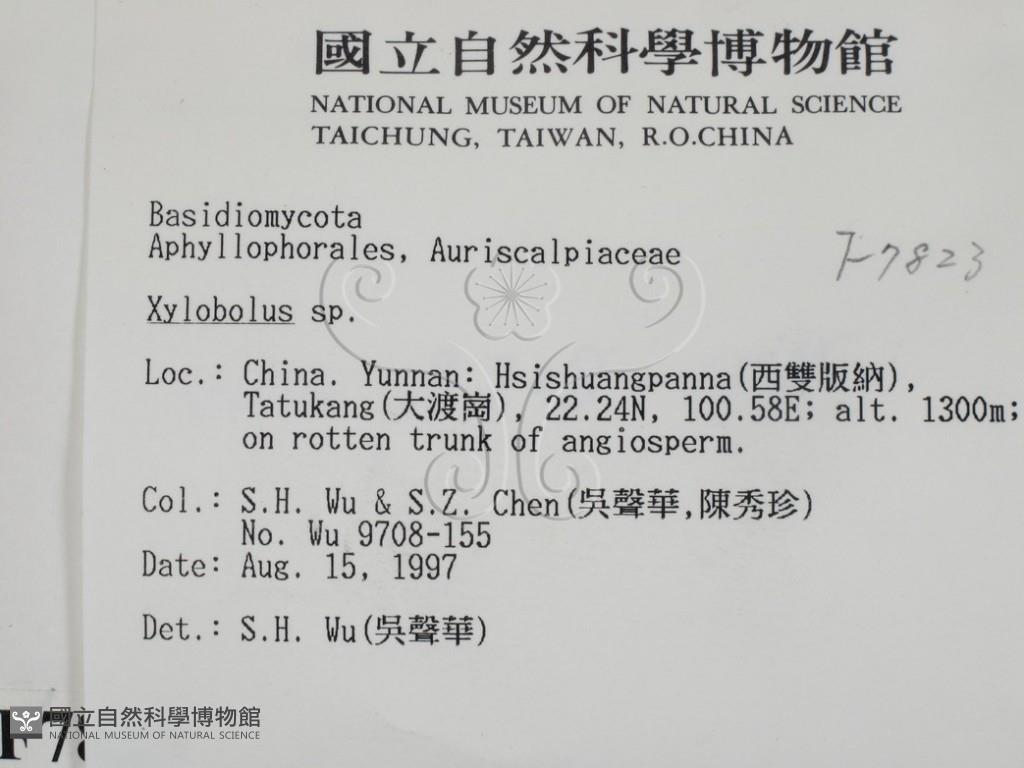 國立自然科學博物館
NATIONAL MUSEUM OF NATURAL SCIENCE
TAICHUNG, TAIWAN, R.O.CHINA
Basidiomycota
Aphyllophorales, Auriscalpiaceae
F-7823
Xylobolus sp.
Loc.: China. Yunnan: Hsishuangpanna(西雙版納),
Tatukang(大渡崗), 22.24N, 100.58E; alt. 1300m;
on rotten trunk of angiosperm.
Col.: S.H. Wu & S.Z. Chen(吳聲華,陳秀珍)
No. Wu 9708-155
Date: Aug. 15, 1997
Det.: S.H. Wu(吳聲華)
國立自然科學博物館
NATIONAL MUSEUM OF NATURAL SCIENCE